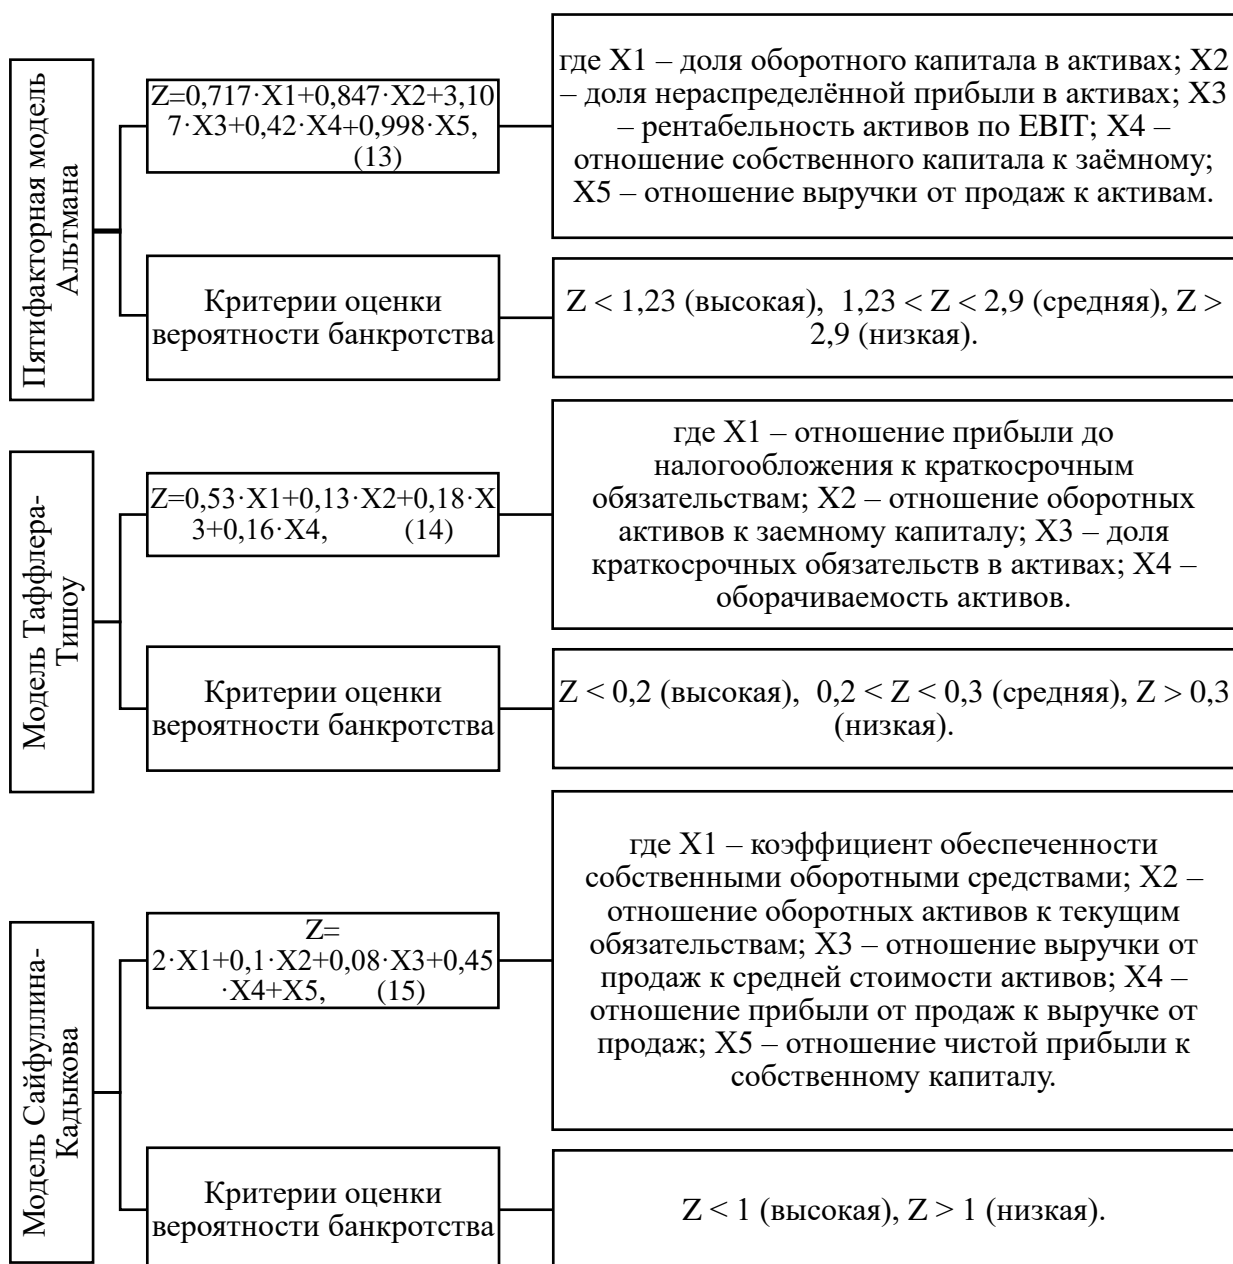 Пятифакторная модель
Альтмана
Z=0,717·X1+0,847·X2+3,10
7·X3+0,42·X4+0,998·X5,
(13)
где X1 – доля оборотного капитала в активах; X2
– доля нераспределённой прибыли в активах; X3
– рентабельность активов по EBIT; X4 –
отношение собственного капитала к заёмному;
X5 – отношение выручки от продаж к активам.
Критерии оценки
вероятности банкротства
Z < 1,23 (высокая), 1,23 < Z < 2,9 (средняя), Z >
2,9 (низкая).
Модель Таффлера-
Тишоу
Z=0,53·X1+0,13·X2+0,18·X
3+0,16·X4, (14)
где X1 – отношение прибыли до
налогообложения к краткосрочным
обязательствам; X2 – отношение оборотных
активов к заемному капиталу; X3 – доля
краткосрочных обязательств в активах; X4 –
оборачиваемость активов.
Критерии оценки
вероятности банкротства
Z < 0,2 (высокая), 0,2 < Z < 0,3 (средняя), Z > 0,3
(низкая).
Модель Сайфуллина-
Кадыкова
Z=
2·X1+0,1·X2+0,08·X3+0,45
·X4+X5, (15)
где X1 – коэффициент обеспеченности
собственными оборотными средствами; X2 –
отношение оборотных активов к текущим
обязательствам; X3 – отношение выручки от
продаж к средней стоимости активов; X4 –
отношение прибыли от продаж к выручке от
продаж; X5 – отношение чистой прибыли к
собственному капиталу.
Критерии оценки
вероятности банкротства
Z < 1 (высокая), Z > 1 (низкая).